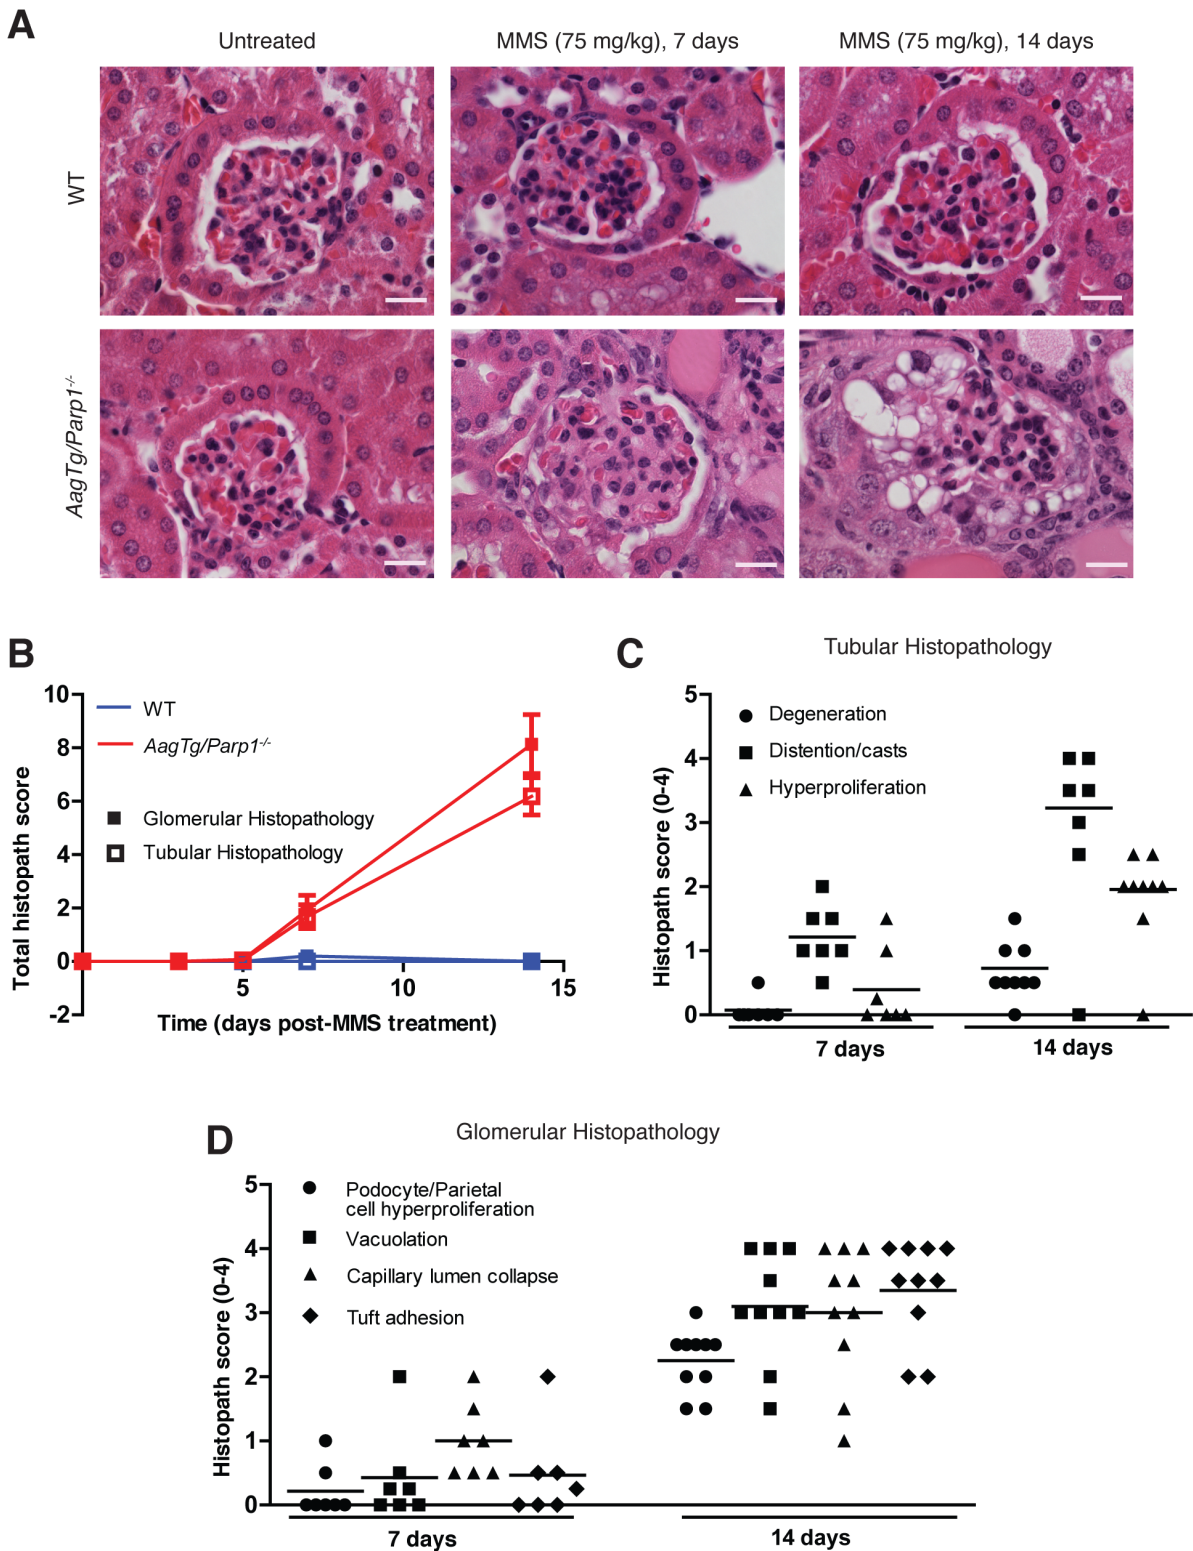 A
Untreated
MMS (75 mg/kg), 7 days
MMS (75 mg/kg), 14 days
WT
AagTg/Parp1-/-
B
10
8
6
4
2
0
-2
5
10
15
WT
AagTg/Parp1-/-
Glomerular Histopathology
Tubular Histopathology
Total histopath score
Time (days post-MMS treatment)
C
Tubular Histopathology
5
4
3
2
1
0
Degeneration
Distention/casts
Hyperproliferation
Histopath score (0-4)
7 days
14 days
D
Glomerular Histopathology
5
4
3
2
1
0
Podocyte/Parietal
cell hyperproliferation
Vacuolation
Capillary lumen collapse
Tuft adhesion
Histopath score (0-4)
7 days
14 days